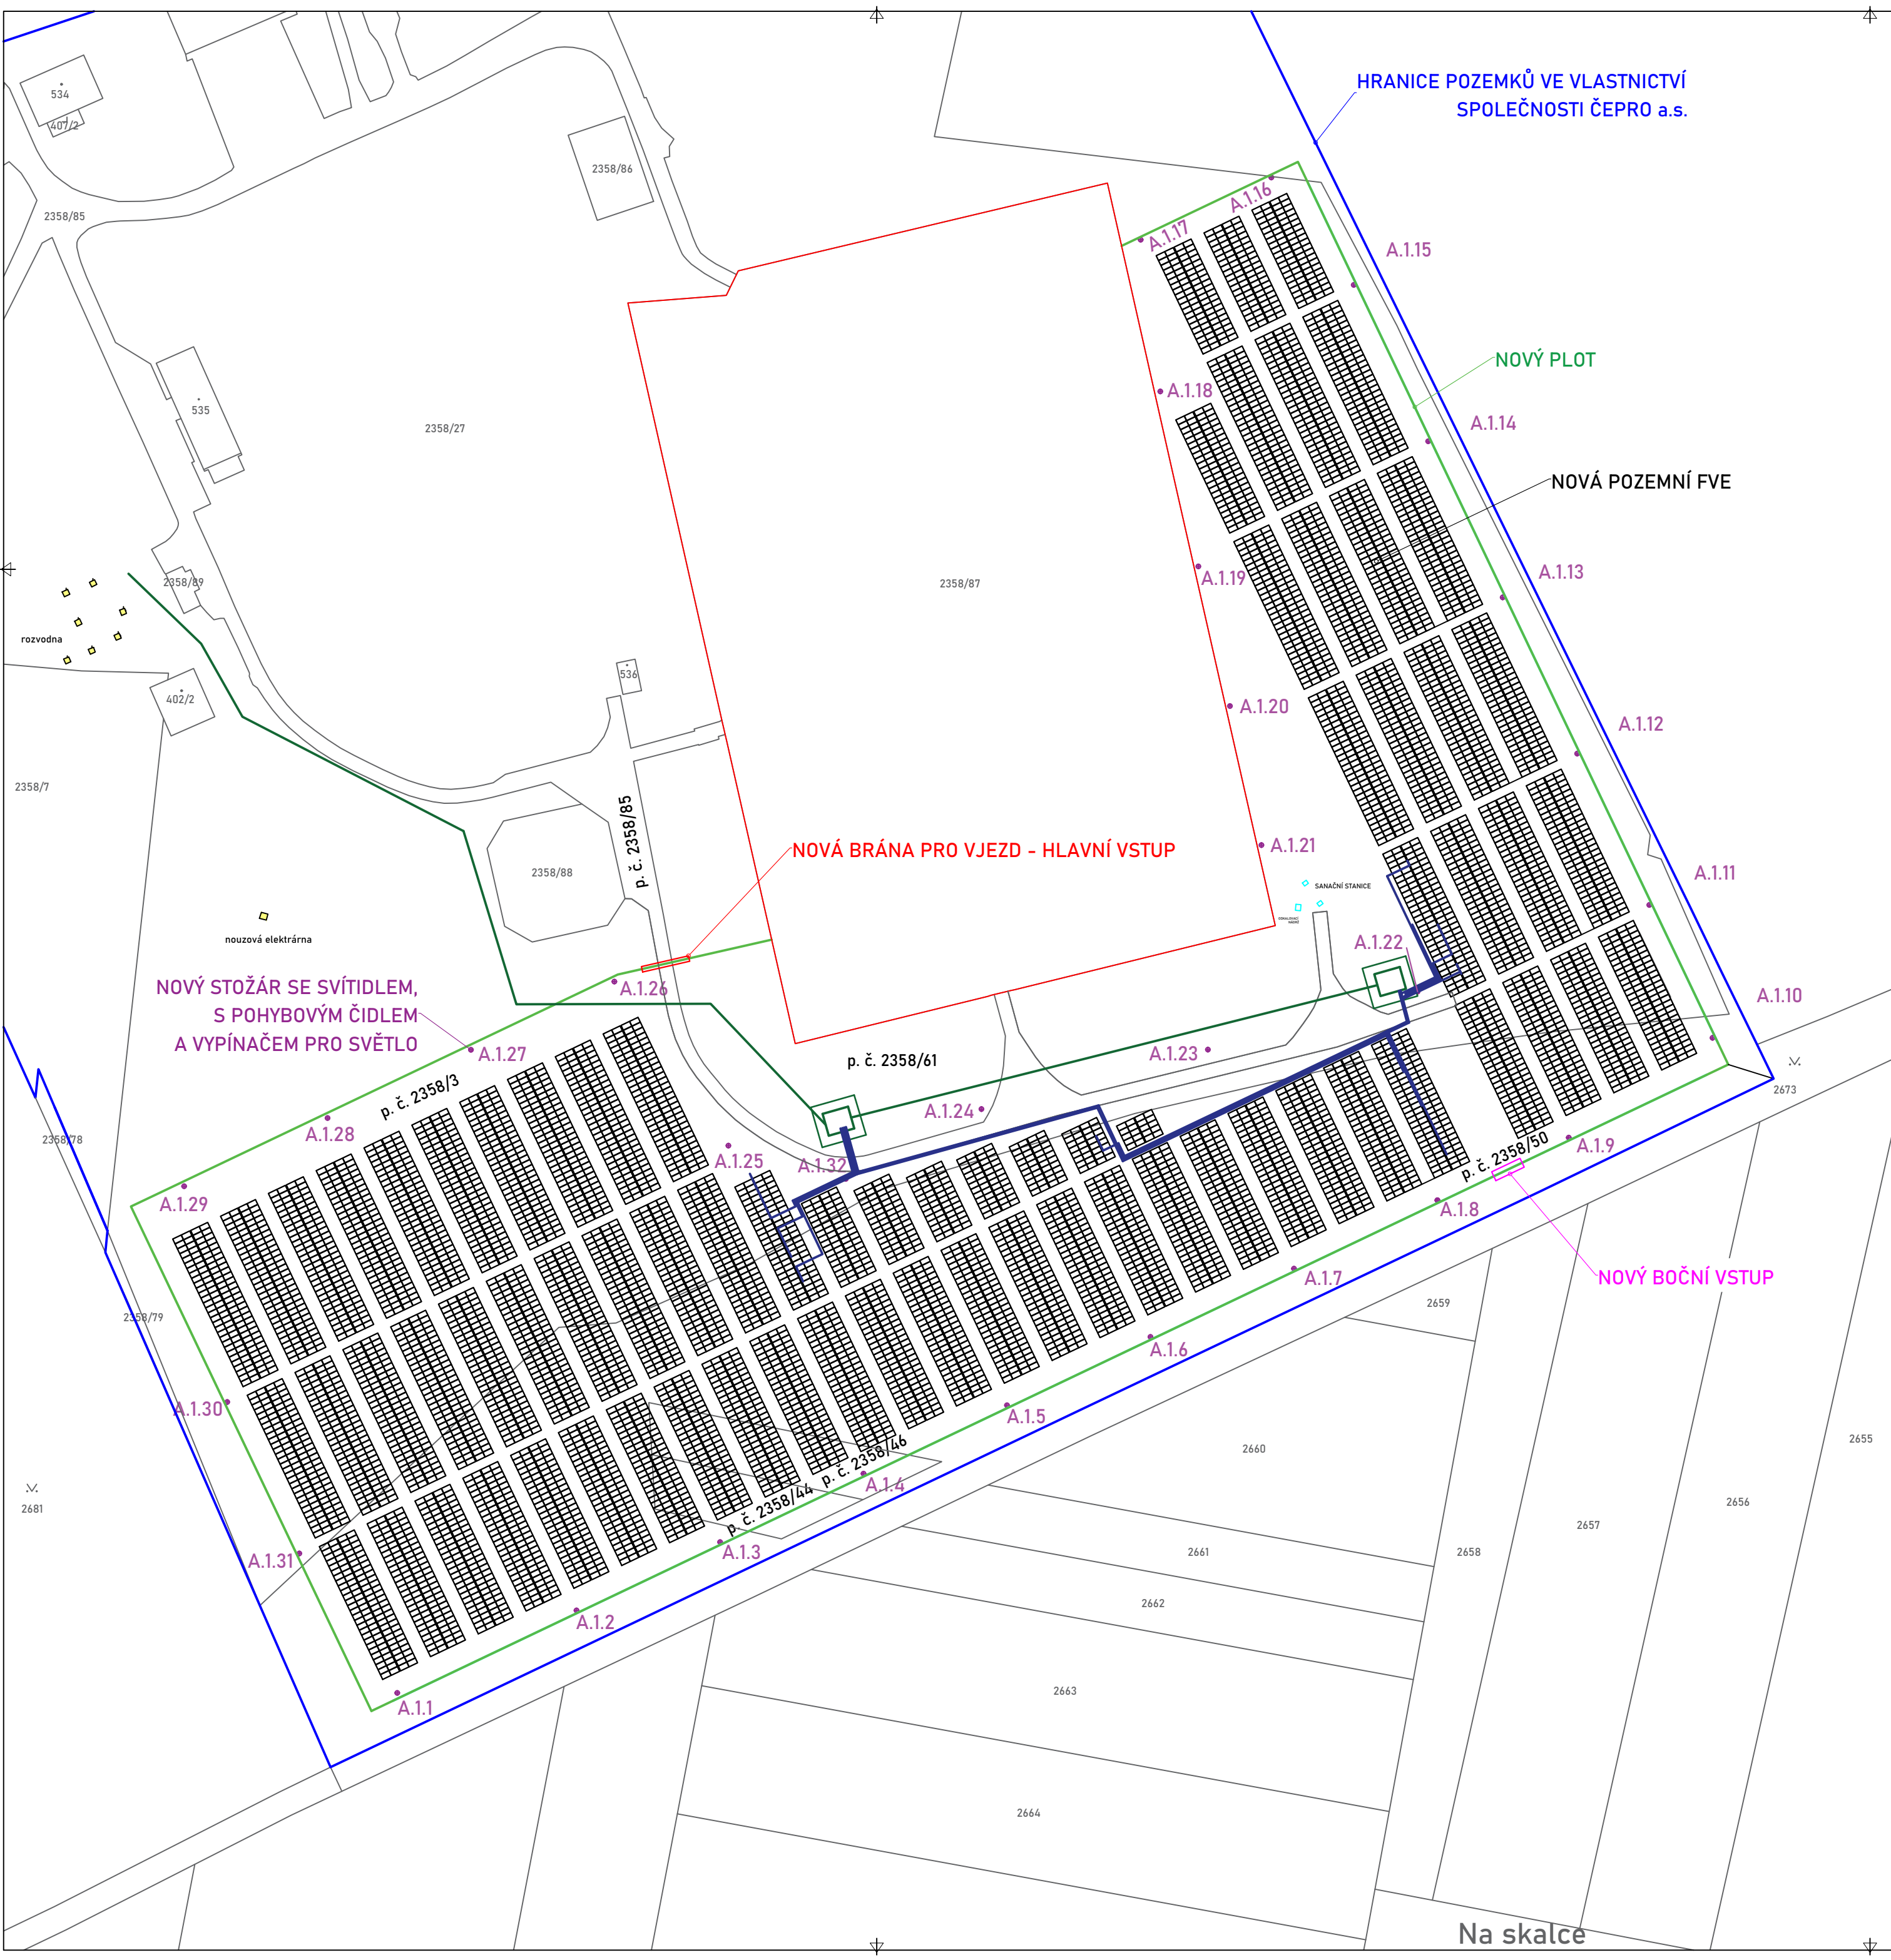 HRANICE POZEMKŮ VE VLASTNICTVÍ
SPOLEČNOSTI ČEPRO a.s.
534
407/2
2358/86
2358/85
A.1.16
A.1.17
A.1.15
NOVÝ PLOT
A.1.18
535
2358/27
A.1.14
NOVÁ POZEMNÍ FVE
2358/89
2358/87
A.1.19
A.1.13
rozvodna
536
402/2
A.1.20
A.1.12
2358/7
p. č. 2358/85
NOVÁ BRÁNA PRO VJEZD - HLAVNÍ VSTUP
A.1.21
2358/88
A.1.11
SANAČNÍ STANICE
nouzová elektrárna
A.1.22
NOVÝ STOŽÁR SE SVÍTIDLEM,
S POHYBOVÝM ČIDLEM
A VYPÍNAČEM PRO SVĚTLO
A.1.26
A.1.10
A.1.27
A.1.23
p. č. 2358/61
2673
p. č. 2358/3
A.1.24
A.1.28
2358/78
A.1.25
A.1.32
A.1.9
p. č. 2358/50
A.1.29
A.1.8
A.1.7
NOVÝ BOČNÍ VSTUP
2358/79
2659
A.1.6
A.1.30
A.1.5
2655
2660
p. č. 2358/46
A.1.4
p. č. 2358/44
2656
2681
2657
A.1.3
2661
2658
A.1.31
2662
A.1.2
2663
A.1.1
2664
Na skalce